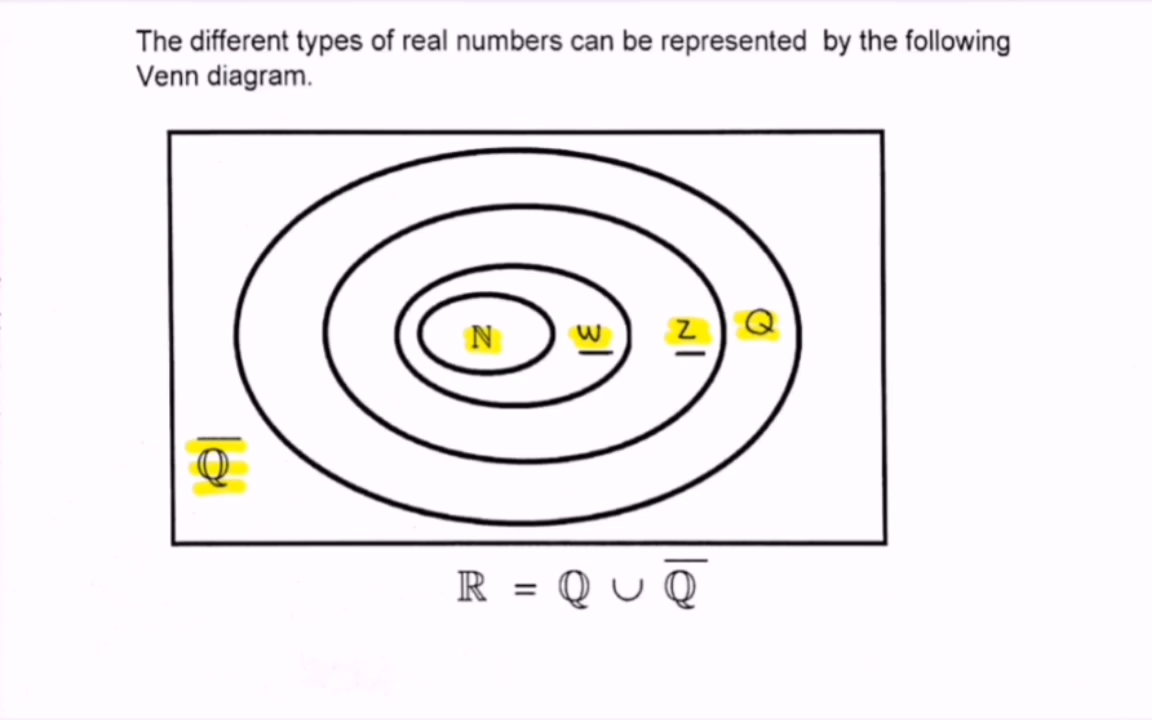 The different types of real numbers can be represented by the following
Venn diagram.
ℕ W Z Q
ℚ̅
ℝ = ℚ ∪ ℚ̅